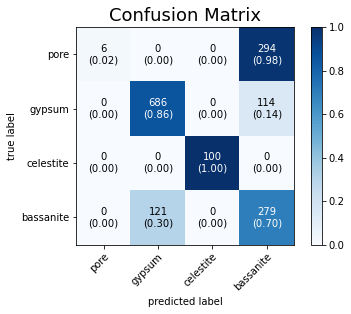 Confusion Matrix
pore 6 0 0 294
(0.02) (0.00) (0.00) (0.98)
gypsum 0 686 0 114
(0.00) (0.86) (0.00) (0.14)
celestite 0 0 100 0
(0.00) (0.00) (1.00) (0.00)
bassanite 0 121 0 279
(0.00) (0.30) (0.00) (0.70)
true label
pore gypsum celestite bassanite
predicted label
1.0
0.8
0.6
0.4
0.2
0.0